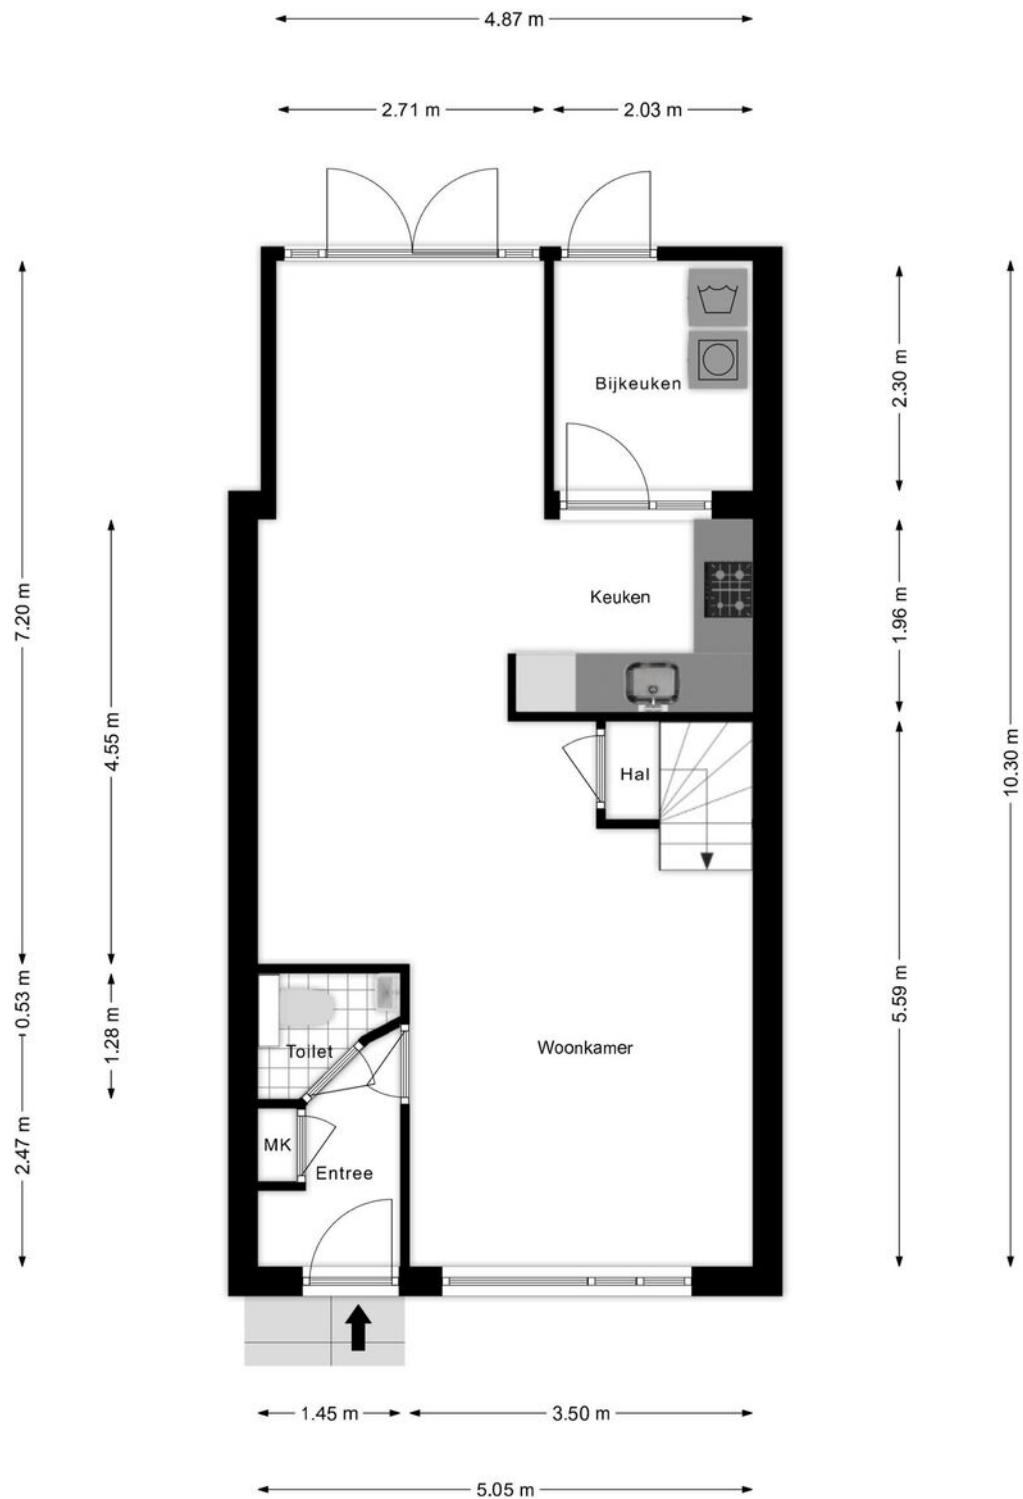 4.87 m
2.71 m
2.03 m
Bijkeuken
2.30 m
7.20 m
Keuken
1.96 m
4.55 m
Hal
10.30 m
0.53 m
1.28 m
Toilet
Woonkamer
5.59 m
2.47 m
MK
Entree
1.45 m
3.50 m
5.05 m